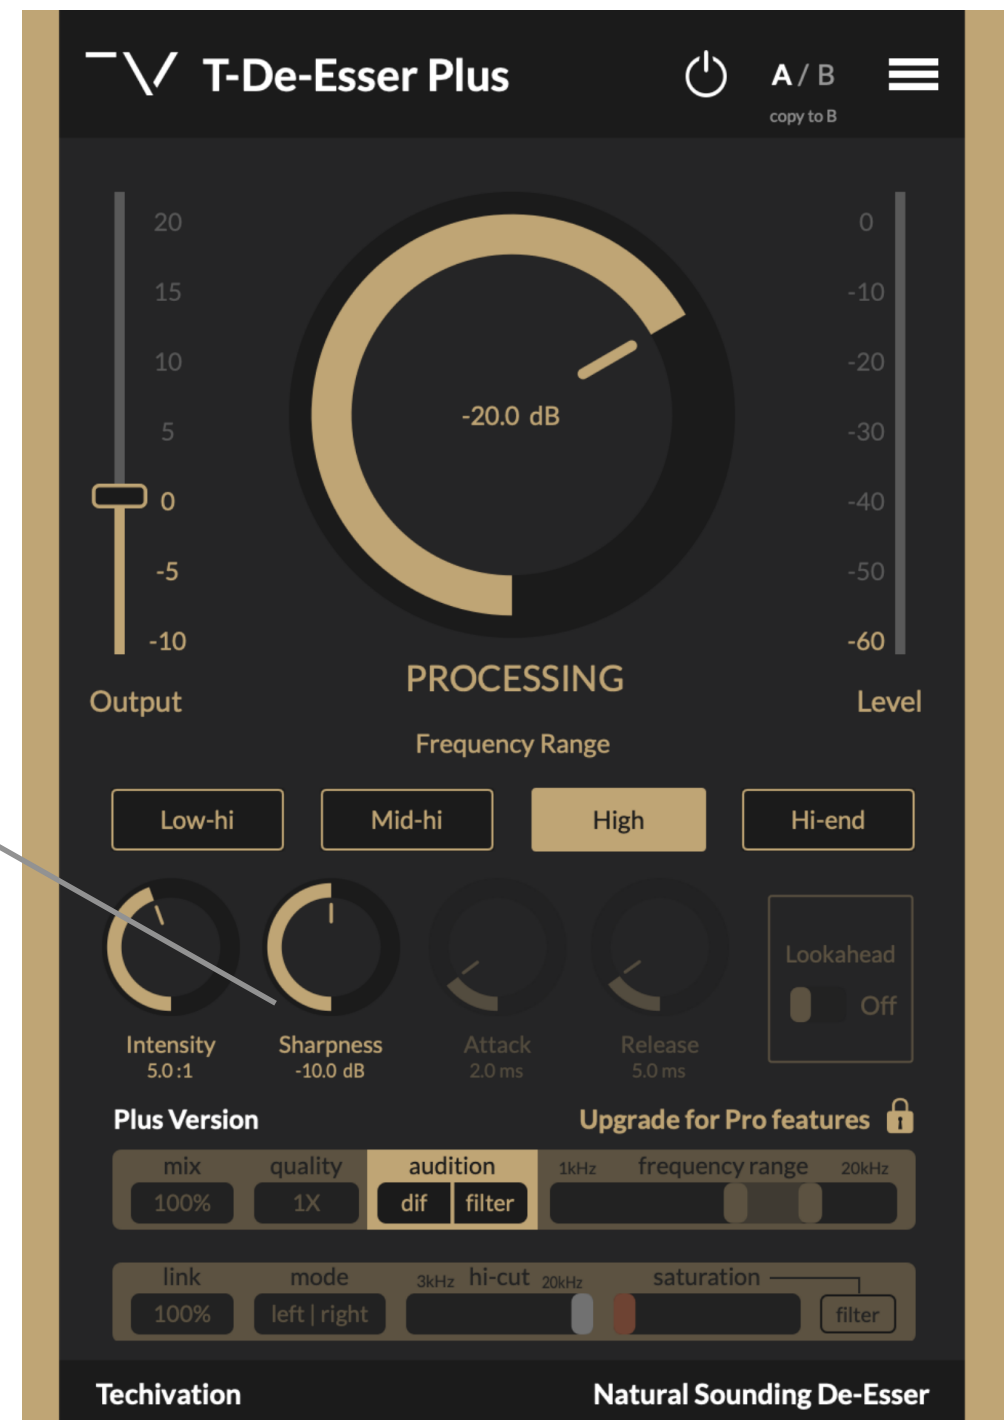 T-De-Esser Plus
A / B
copy to B
20
15
10
5
0
-5
-10
Output
-20.0 dB
PROCESSING
0
-10
-20
-30
-40
-50
-60
Level
Frequency Range
Low-hi
Mid-hi
High
Hi-end
Intensity
5.0 :1
Sharpness
-10.0 dB
Attack
2.0 ms
Release
5.0 ms
Lookahead
Off
Plus Version
Upgrade for Pro features
mix
100%
quality
1X
audition
dif
filter
1kHz frequency range 20kHz
link
100%
mode
left | right
3kHz hi-cut 20kHz
saturation
filter
Techivation
Natural Sounding De-Esser